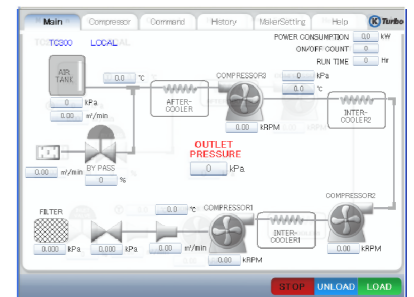 Main Compressor Command History MakerSetting Help K Turbo
TC300 LOCAL
POWER CONSUMPTION 0.0 kW
ON/OFF COUNT 0
RUN TIME 0 Hr
AIR TANK
0.0 ℃
COMPRESSOR3 0 kPa
0.0 ℃
0 kPa
0.00 ㎥/min
AFTER-COOLER
0.00 kRPM
INTER-COOLER2
OUTLET PRESSURE
0 kPa
0.00 ㎥/min
BY PASS
0 %
COMPRESSOR2
FILTER
0.0 ℃ COMPRESSOR1
INTER-COOLER1
0.000 kPa 0.000 kPa 0.00 ㎥/min
0.00 kRPM
0.00 kRPM
STOP UNLOAD LOAD